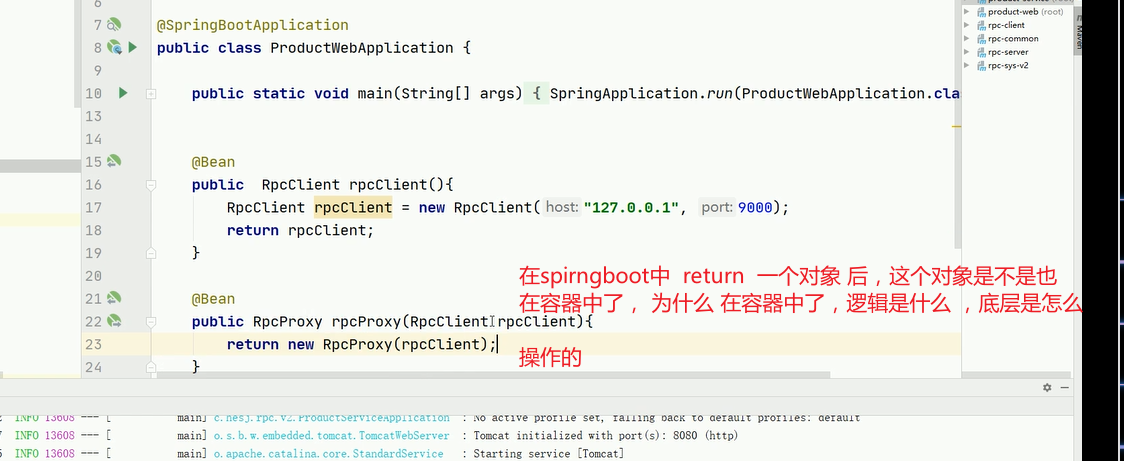 6
product-web (root)
7 @SpringBootApplication
rpc-client
8 public class ProductWebApplication {
rpc-common
rpc-server
9
rpc-sys-v2
Maven
10 public static void main(String[] args) { SpringApplication.run(ProductWebApplication.cla
13
14
15 @Bean
16 public RpcClient rpcClient(){
17 RpcClient rpcClient = new RpcClient( host: "127.0.0.1", port: 9000);
18 return rpcClient;
19 }
20
在spirngboot中 return 一个对象 后，这个对象是不是也
21 @Bean
在容器中了， 为什么 在容器中了，逻辑是什么 ，底层是怎么
22 public RpcProxy rpcProxy(RpcClient rpcClient){
23 return new RpcProxy(rpcClient);
操作的
24 }
INFO 13608 --- [ main] c.hesj.rpc.v2.ProductServiceApplication : No active profile set, falling back to default profiles: default
INFO 13608 --- [ main] o.s.b.w.embedded.tomcat.TomcatWebServer : Tomcat initialized with port(s): 8080 (http)
INFO 13608 --- [ main] o.apache.catalina.core.StandardService : Starting service [Tomcat]